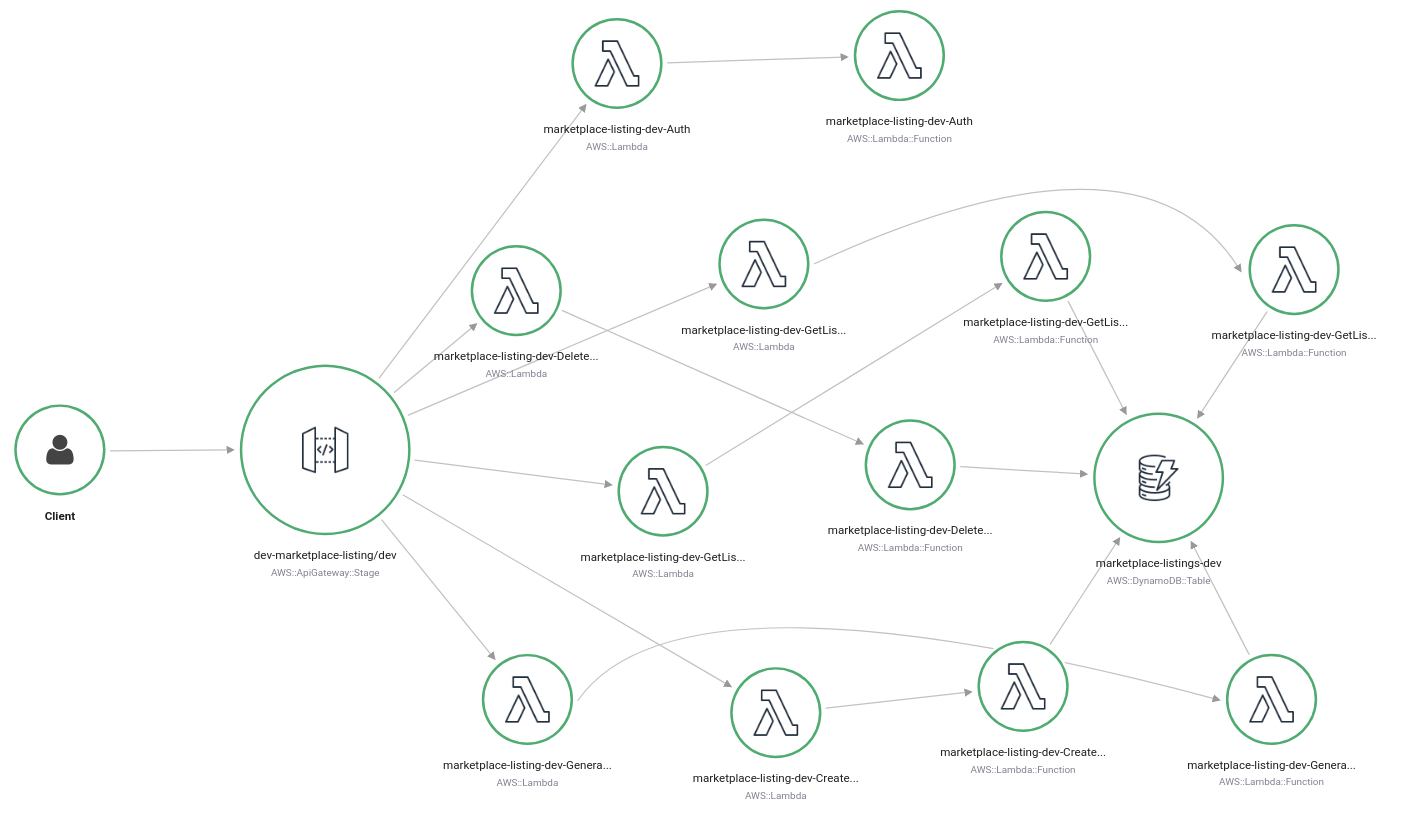 marketplace-listing-dev-Auth
AWS::Lambda
marketplace-listing-dev-Auth
AWS::Lambda::Function
marketplace-listing-dev-Delete...
AWS::Lambda
marketplace-listing-dev-GetLis...
AWS::Lambda
marketplace-listing-dev-GetLis...
AWS::Lambda::Function
marketplace-listing-dev-GetLis...
AWS::Lambda::Function
Client
</>
dev-marketplace-listing/dev
AWS::ApiGateway::Stage
marketplace-listing-dev-GetLis...
AWS::Lambda
marketplace-listing-dev-Delete...
AWS::Lambda::Function
marketplace-listings-dev
AWS::DynamoDB::Table
marketplace-listing-dev-Genera...
AWS::Lambda
marketplace-listing-dev-Create...
AWS::Lambda
marketplace-listing-dev-Create...
AWS::Lambda::Function
marketplace-listing-dev-Genera...
AWS::Lambda::Function